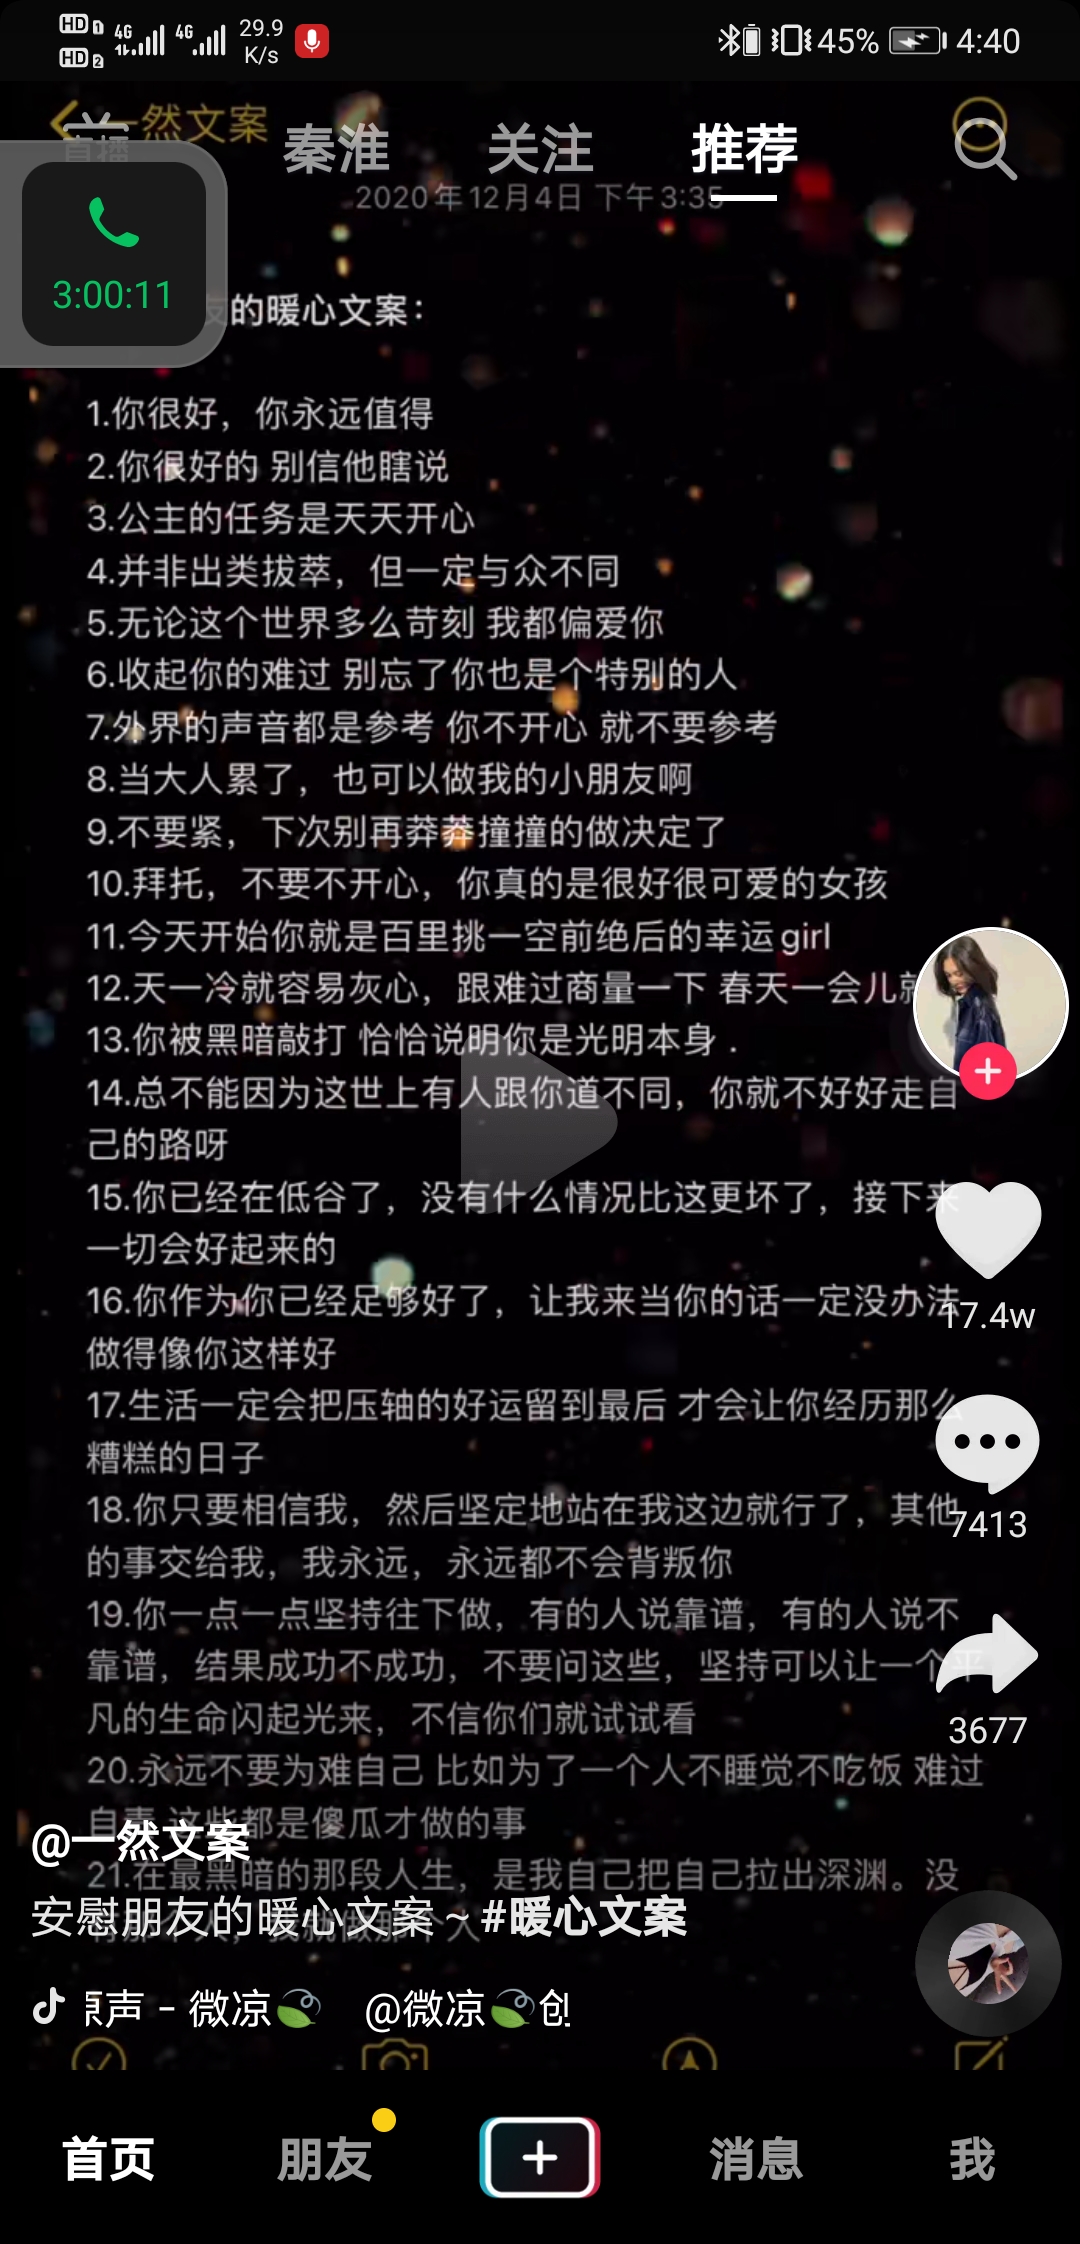 HD 1 4G 4G 29.9 K/s 45% 4:40
HD 2
一然文案
直播 秦淮 关注 推荐
2020年12月4日 下午3:35
3:00:11
友的暖心文案：
1.你很好，你永远值得
2.你很好的 别信他瞎说
3.公主的任务是天天开心
4.并非出类拔萃，但一定与众不同
5.无论这个世界多么苛刻 我都偏爱你
6.收起你的难过 别忘了你也是个特别的人
7.外界的声音都是参考 你不开心 就不要参考
8.当大人累了，也可以做我的小朋友啊
9.不要紧，下次别再莽莽撞撞的做决定了
10.拜托，不要不开心，你真的是很好很可爱的女孩
11.今天开始你就是百里挑一空前绝后的幸运girl
12.天一冷就容易灰心，跟难过商量一下 春天一会儿就
13.你被黑暗敲打 恰恰说明你是光明本身 .
14.总不能因为这世上有人跟你道不同，你就不好好走自
己的路呀
15.你已经在低谷了，没有什么情况比这更坏了，接下来
一切会好起来的
16.你作为你已经足够好了，让我来当你的话一定没办法
做得像你这样好
17.4w
17.生活一定会把压轴的好运留到最后 才会让你经历那么
糟糕的日子
18.你只要相信我，然后坚定地站在我这边就行了，其他
7413
的事交给我，我永远，永远都不会背叛你
19.你一点一点坚持往下做，有的人说靠谱，有的人说不
靠谱，结果成功不成功，不要问这些，坚持可以让一个平
凡的生命闪起光来，不信你们就试试看
3677
20.永远不要为难自己 比如为了一个人不睡觉不吃饭 难过
自责 这些都是傻瓜才做的事
@一然文案
21.在最黑暗的那段人生，是我自己把自己拉出深渊。没
有那个人，我就做那个人
安慰朋友的暖心文案～#暖心文案
原声 - 微凉 @微凉 创
首页 朋友 消息 我